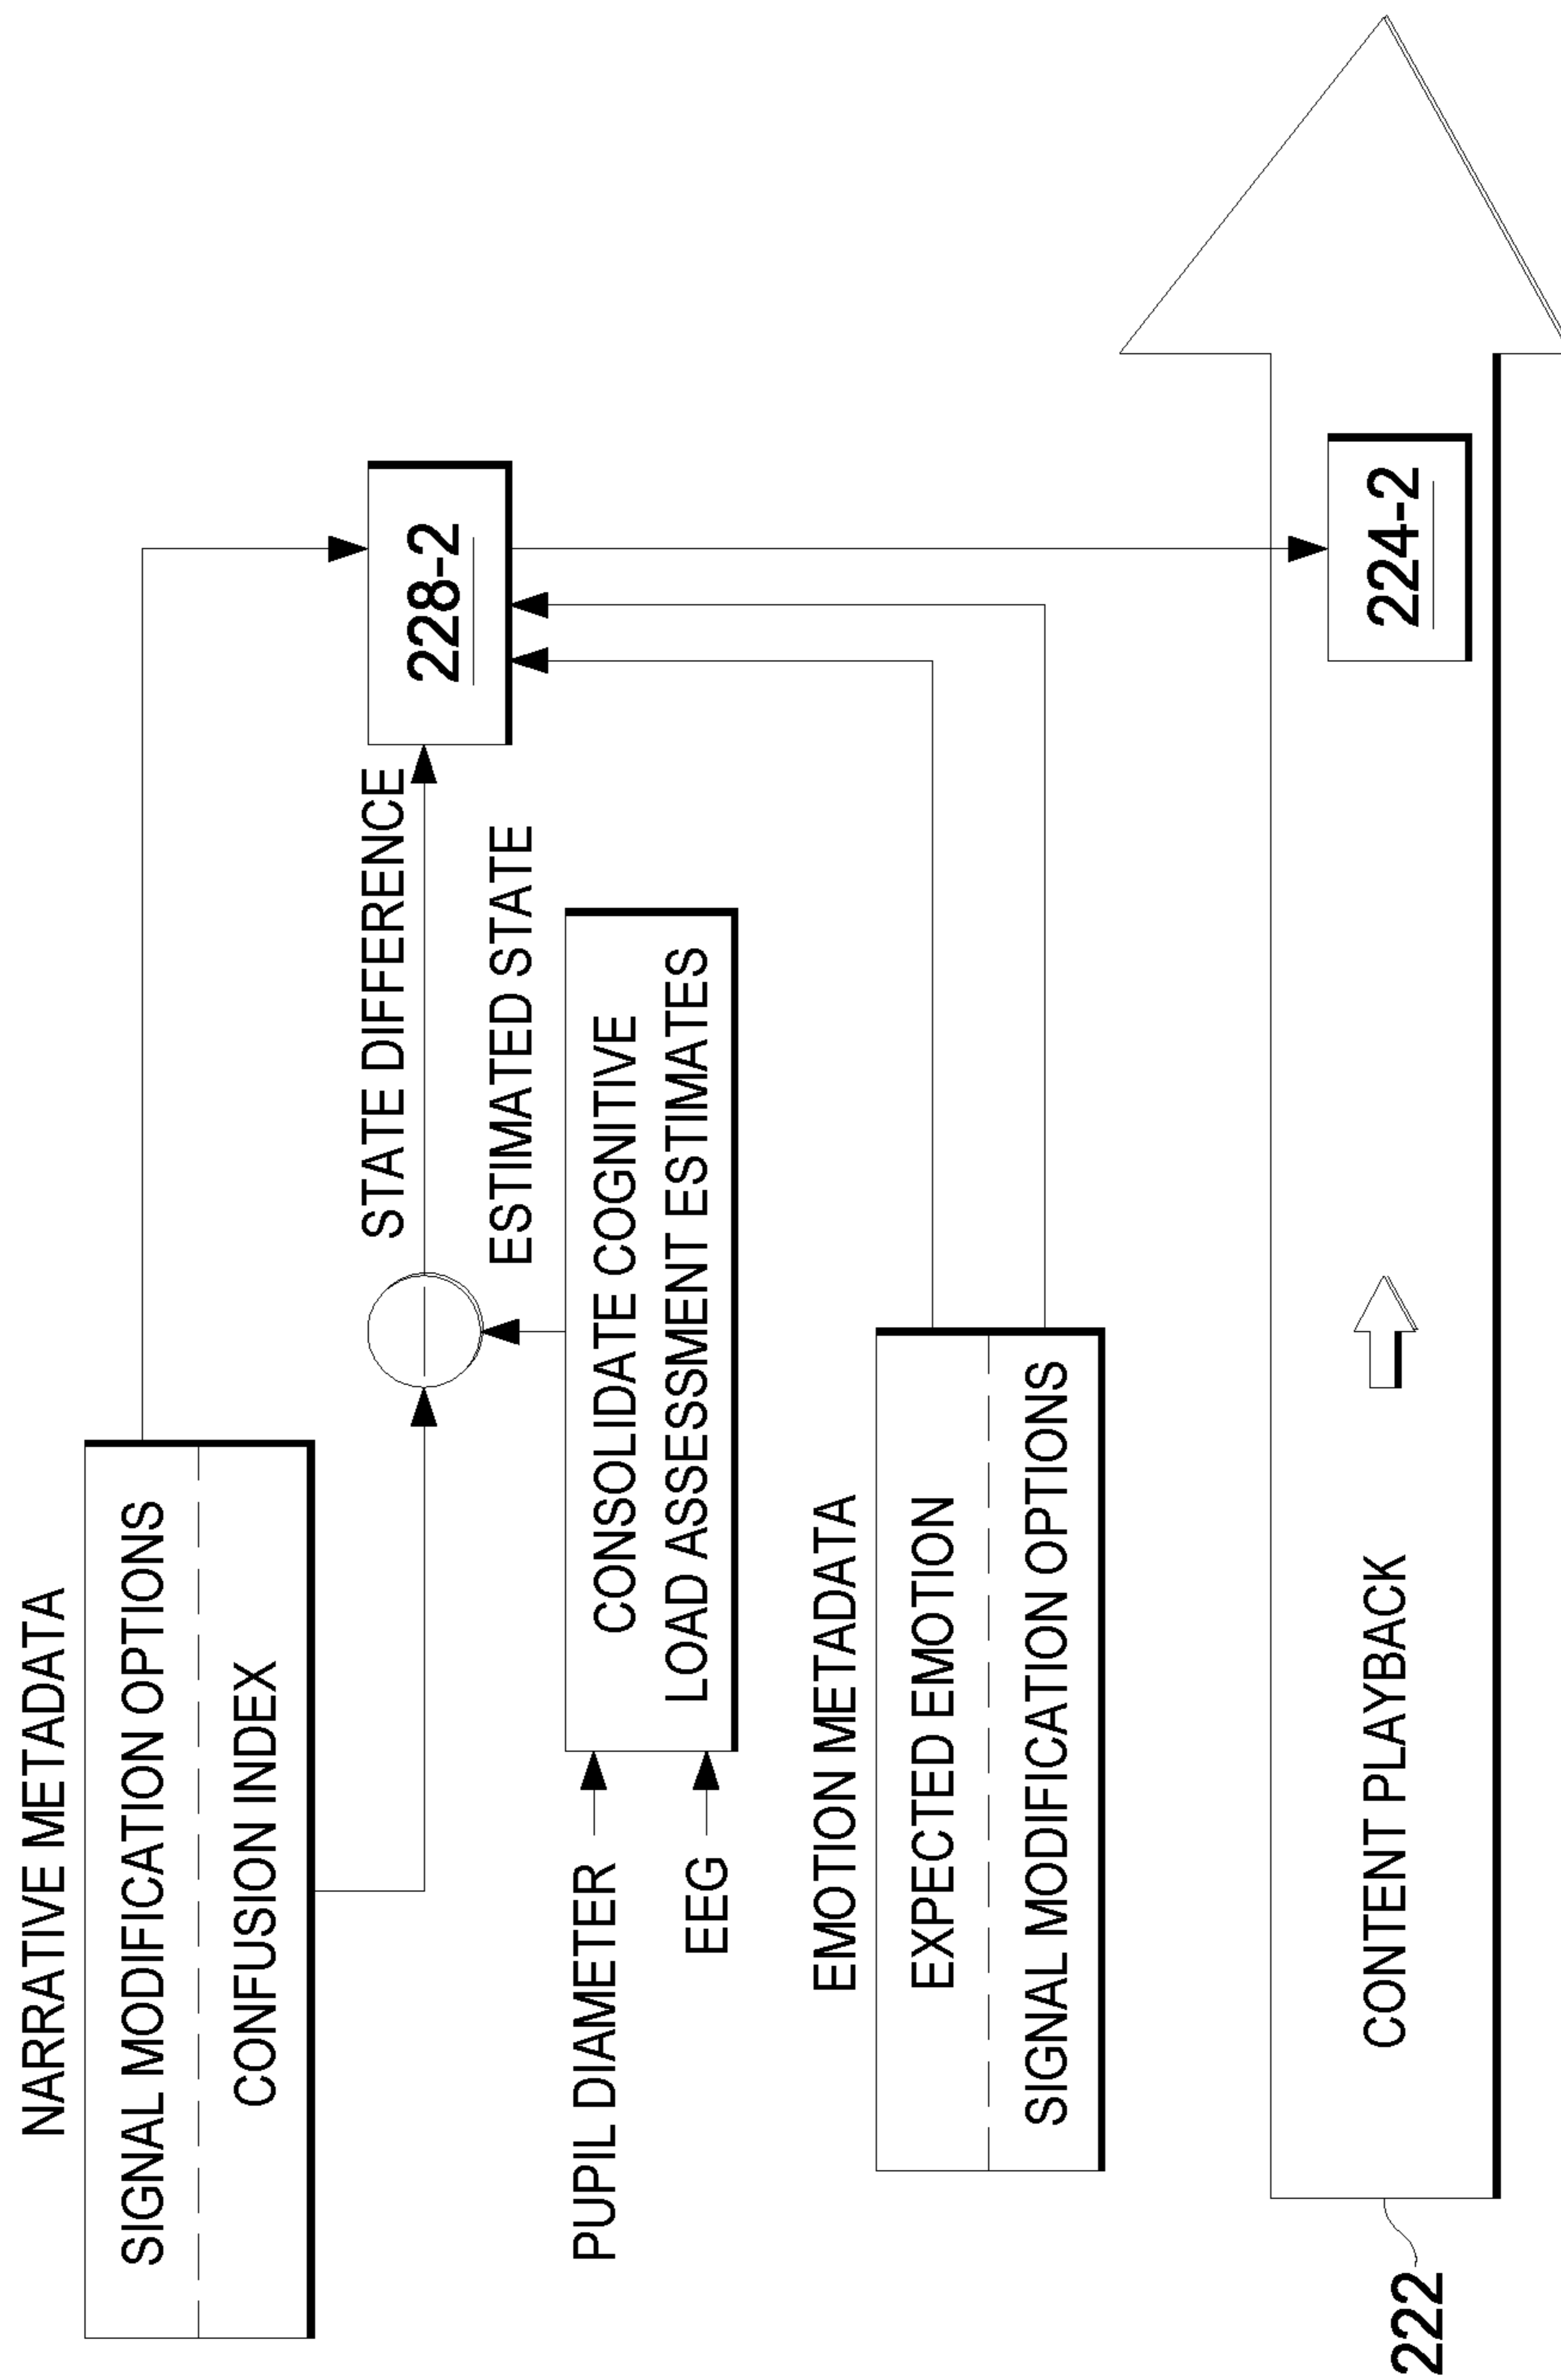 NARRATIVE METADATA
SIGNAL MODIFICATION OPTIONS
CONFUSION INDEX
STATE DIFFERENCE
228-2
ESTIMATED STATE
PUPIL DIAMETER
EEG
CONSOLIDATE COGNITIVE
LOAD ASSESSMENT ESTIMATES
EMOTION METADATA
EXPECTED EMOTION
SIGNAL MODIFICATION OPTIONS
222
CONTENT PLAYBACK
224-2